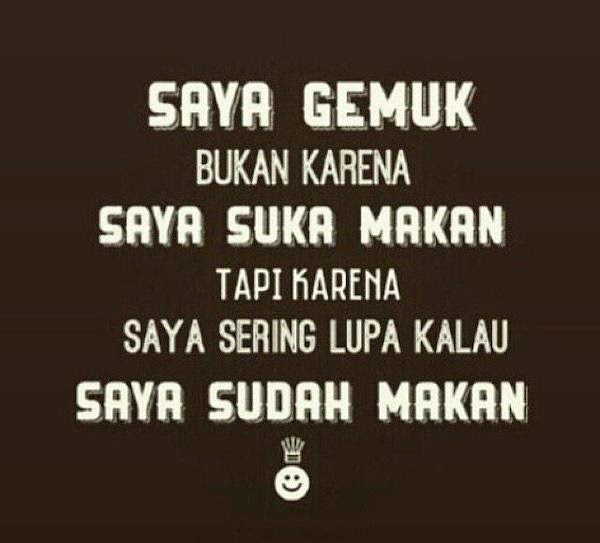 SAYA GEMUK
BUKAN KARENA
SAYA SUKA MAKAN
TAPI KARENA
SAYA SERING LUPA KALAU
SAYA SUDAH MAKAN